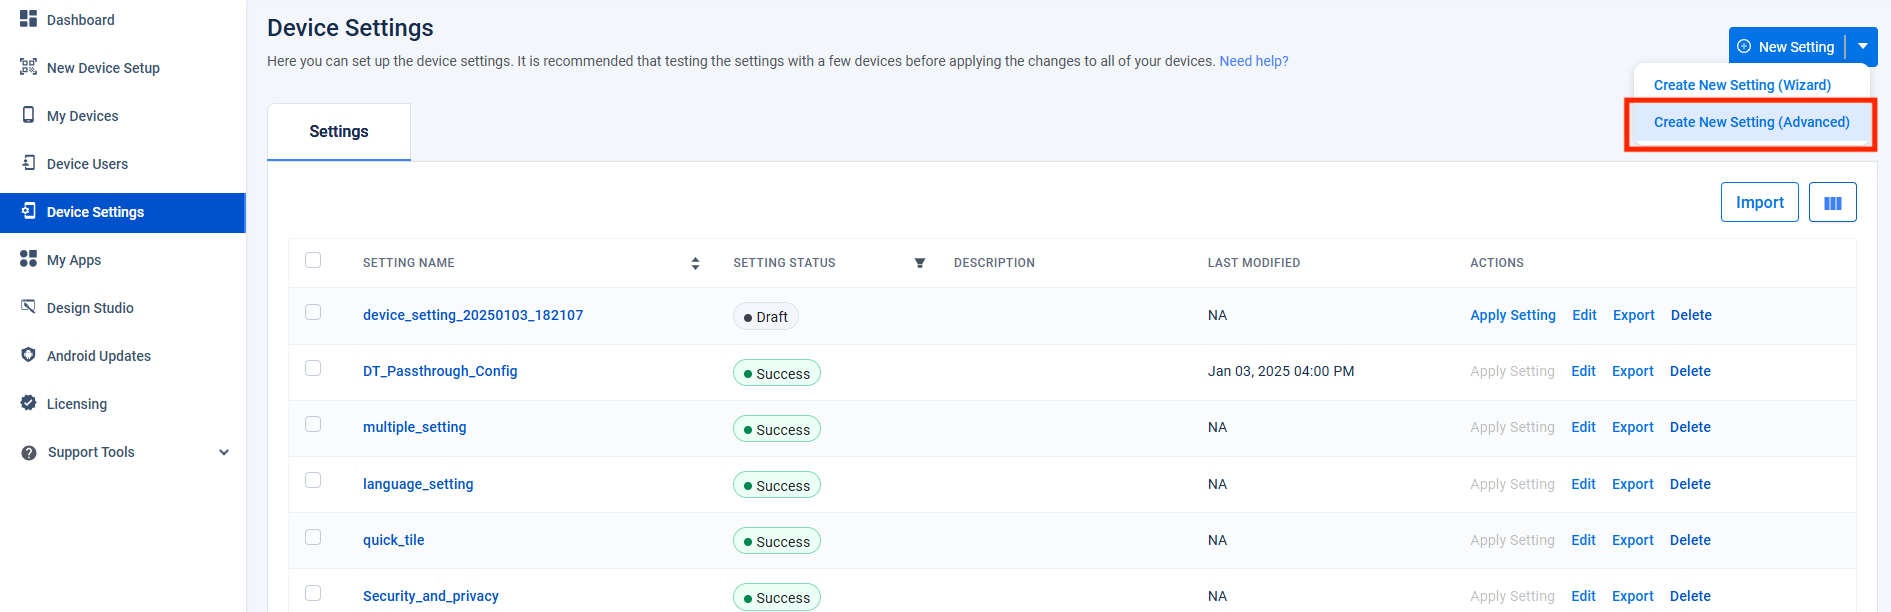 Dashboard
New Device Setup
My Devices
Device Users
Device Settings
My Apps
Design Studio
Android Updates
Licensing
Support Tools
Device Settings
Here you can set up the device settings. It is recommended that testing the settings with a few devices before applying the changes to all of your devices. Need help?
New Setting
Create New Setting (Wizard)
Create New Setting (Advanced)
Settings
Import
SETTING NAME SETTING STATUS DESCRIPTION LAST MODIFIED ACTIONS
device_setting_20250103_182107 Draft NA Apply Setting Edit Export Delete
DT_Passthrough_Config Success Jan 03, 2025 04:00 PM Apply Setting Edit Export Delete
multiple_setting Success NA Apply Setting Edit Export Delete
language_setting Success NA Apply Setting Edit Export Delete
quick_tile Success NA Apply Setting Edit Export Delete
Security_and_privacy Success NA Apply Setting Edit Export Delete